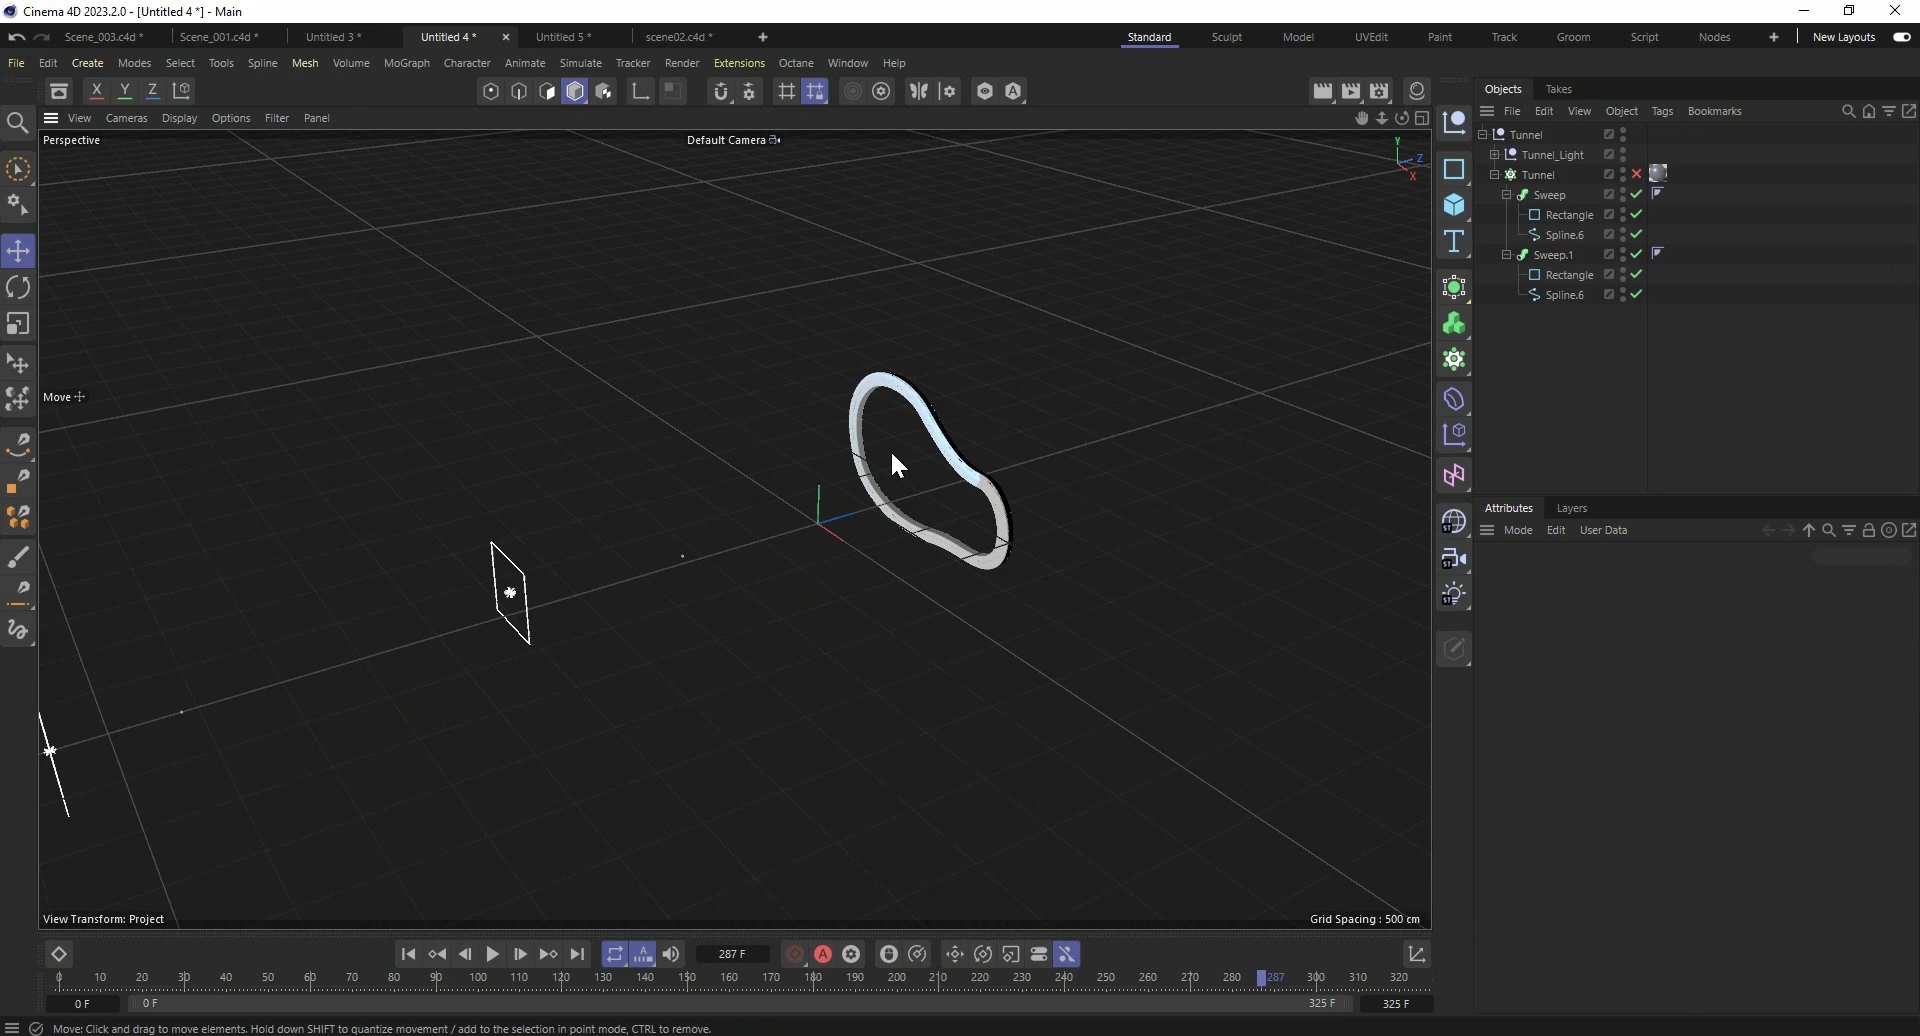 Cinema 4D 2023.2.0 - [Untitled 4 *] - Main
Scene_003.c4d * Scene_001.c4d * Untitled 3 * Untitled 4 * Untitled 5 * scene02.c4d * Standard Sculpt Model UVEdit Paint Track Groom Script Nodes New Layouts
File Edit Create Modes Select Tools Spline Mesh Volume MoGraph Character Animate Simulate Tracker Render Extensions Octane Window Help
X Y Z
Objects Takes
File Edit View Object Tags Bookmarks
View Cameras Display Options Filter Panel
Perspective Default Camera
Y Z X
Tunnel
Tunnel_Light
Tunnel
Sweep
Rectangle
Spline.6
Sweep.1
Rectangle
Spline.6
Move
Attributes Layers
Mode Edit User Data
ST
ST
ST
View Transform: Project Grid Spacing : 500 cm
287 F
0 10 20 30 40 50 60 70 80 90 100 110 120 130 140 150 160 170 180 190 200 210 220 230 240 250 260 270 280 287 300 310 320
0 F 0 F 325 F 325 F
Move: Click and drag to move elements. Hold down SHIFT to quantize movement / add to the selection in point mode, CTRL to remove.